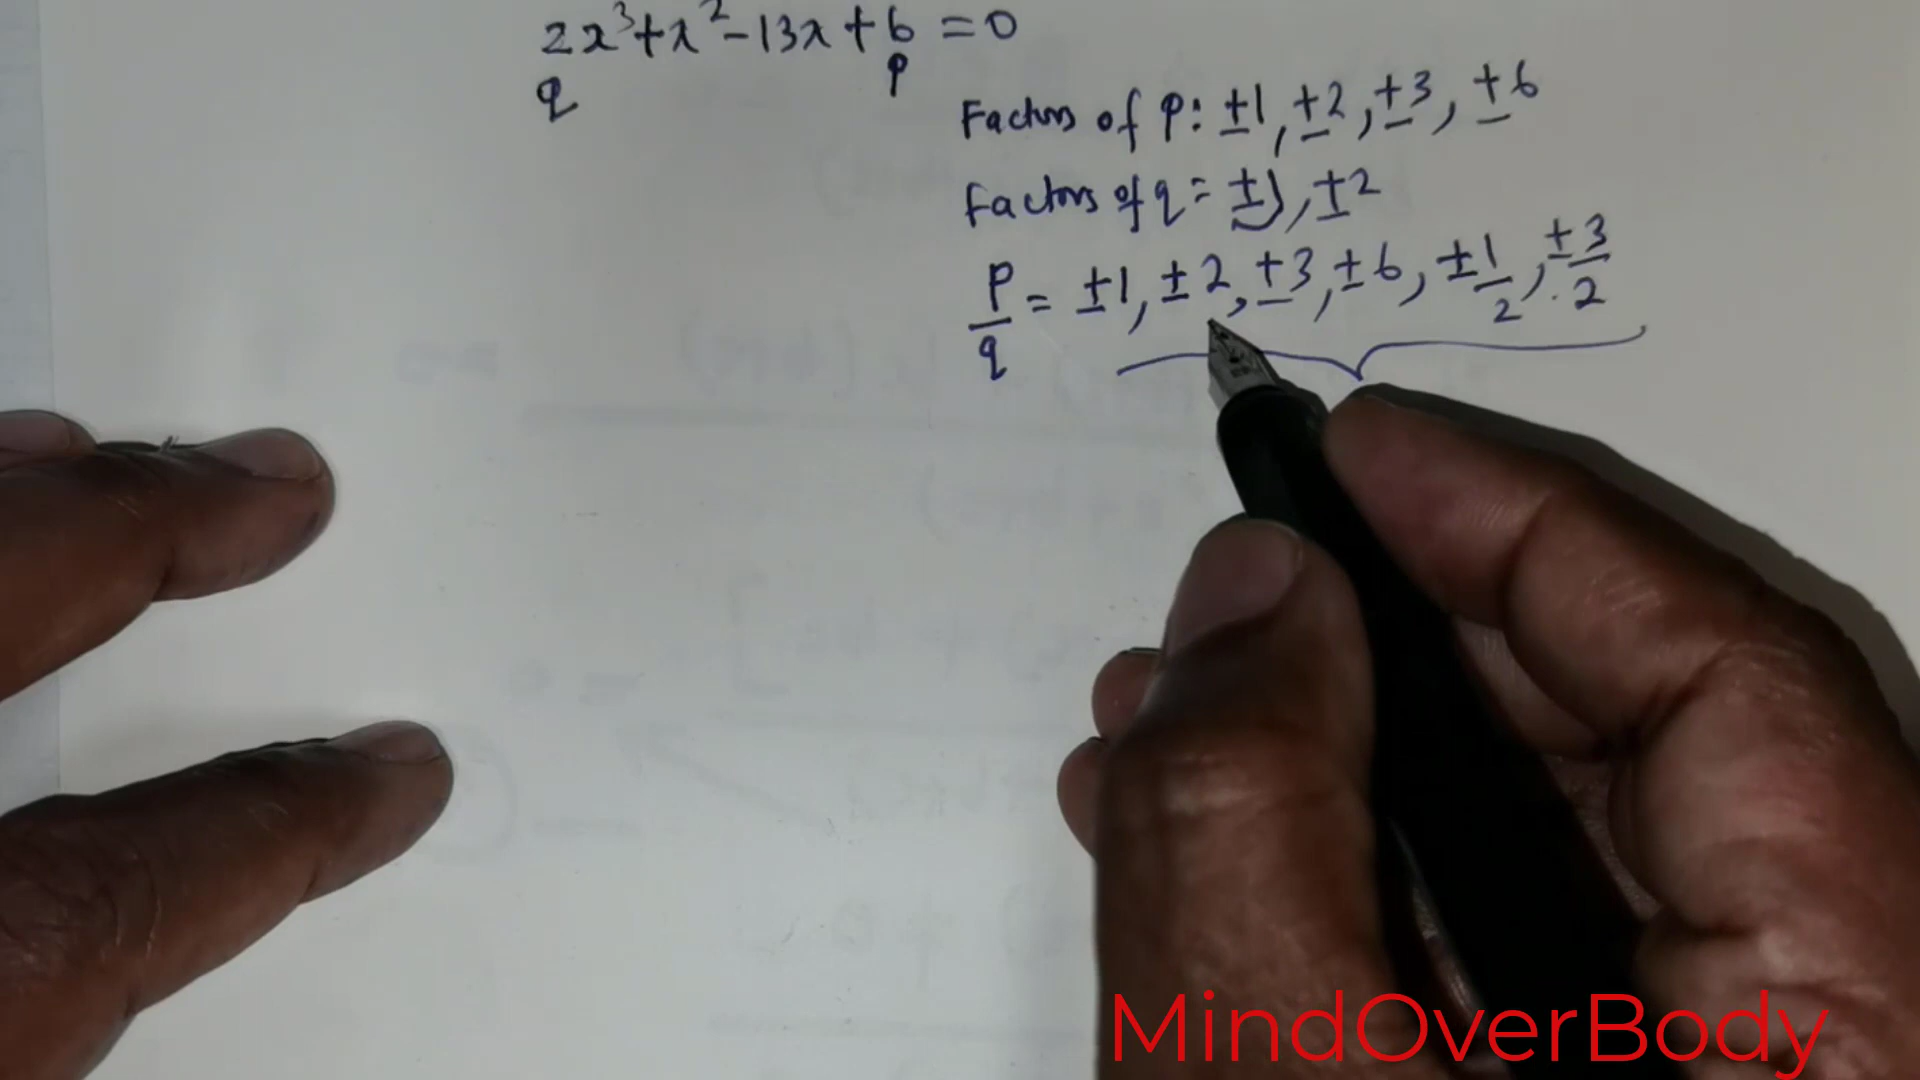 2x³+x²-13x+6=0
q p
Factors of P: ±1, ±2, ±3, ±6
Factors of q = ±1, ±2
P/q = ±1, ±2, ±3, ±6, ±1/2, ±3/2
MindOverBody